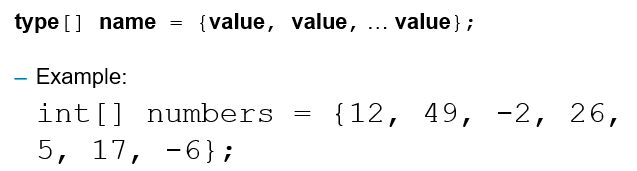 type[] name = {value, value, … value};
– Example:
int[] numbers = {12, 49, -2, 26,
5, 17, -6};